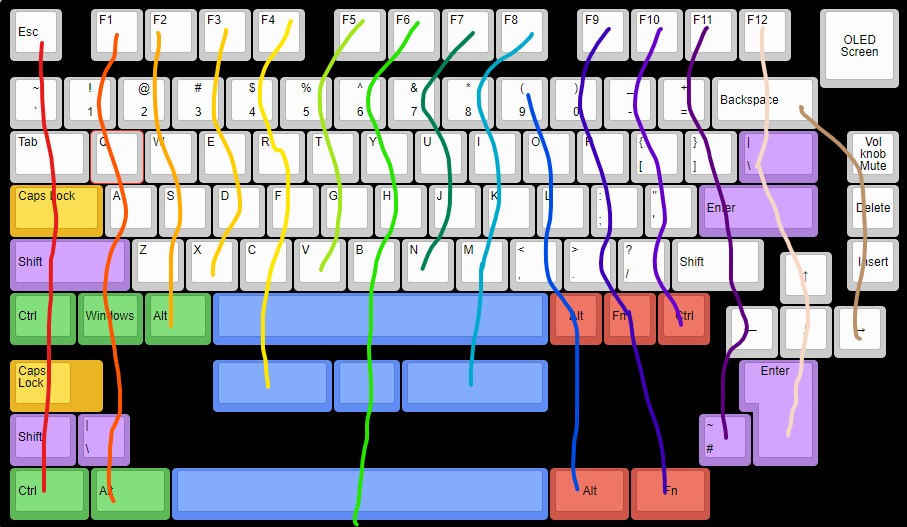 Esc F1 F2 F3 F4 F5 F6 F7 F8 F9 F10 F11 F12 OLED Screen
~ ` ! 1 @ 2 # 3 $ 4 % 5 ^ 6 & 7 * 8 ( 9 ) 0 _ - + = Backspace
Tab Q W E R T Y U I O P { [ } ] | \ Vol knob Mute
Caps Lock A S D F G H J K L : ; " ' Enter Delete
Shift Z X C V B N M < , > . ? / Shift ↑ Insert
Ctrl Windows Alt Alt Fn Ctrl ← ↓ →
Caps Lock Enter
Shift | \ ~ #
Ctrl Alt Alt Fn